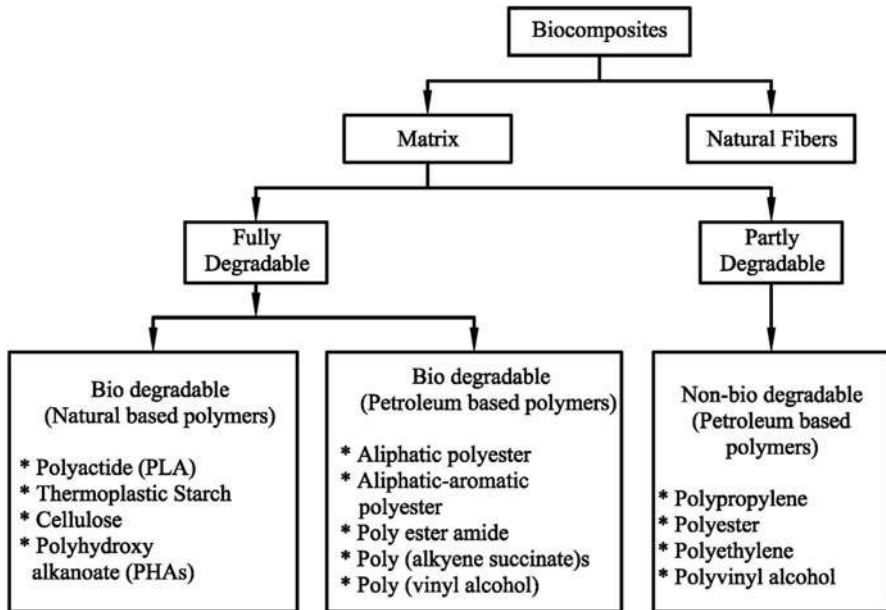 Biocomposites
Matrix
Natural Fibers
Fully
Degradable
Partly
Degradable
Bio degradable
(Natural based polymers)
* Polyactide (PLA)
* Thermoplastic Starch
* Cellulose
* Polyhydroxy
alkanoate (PHAs)
Bio degradable
(Petroleum based polymers)
* Aliphatic polyester
* Aliphatic-aromatic
polyester
* Poly ester amide
* Poly (alkyene succinate)s
* Poly (vinyl alcohol)
Non-bio degradable
(Petroleum based
polymers)
* Polypropylene
* Polyester
* Polyethylene
* Polyvinyl alcohol